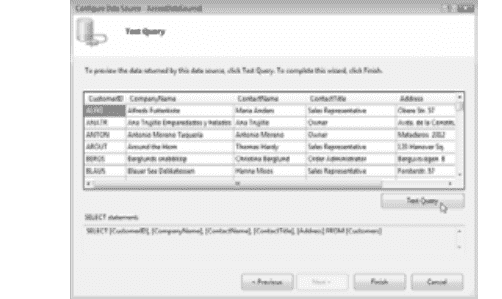 Configure Data Source - AccessDataSource1
Test Query
To preview the data returned by this data source, click Test Query. To complete this wizard, click Finish.
CustomerID CompanyName ContactName ContactTitle Address
ALFKI Alfreds Futterkiste Maria Anders Sales Representative Obere Str. 57
ANATR Ana Trujillo Emparedados y helados Ana Trujillo Owner Avda. de la Constitu
ANTON Antonio Moreno Taquería Antonio Moreno Owner Mataderos 2312
AROUT Around the Horn Thomas Hardy Sales Representative 120 Hanover Sq.
BERGS Berglunds snabbköp Christina Berglund Order Administrator Berguvsvägen 8
BLAUS Blauer See Delikatessen Hanna Moos Sales Representative Forsterstr. 57
Test Query
SELECT statement:
SELECT [CustomerID], [CompanyName], [ContactName], [ContactTitle], [Address] FROM [Customers]
< Previous Next > Finish Cancel